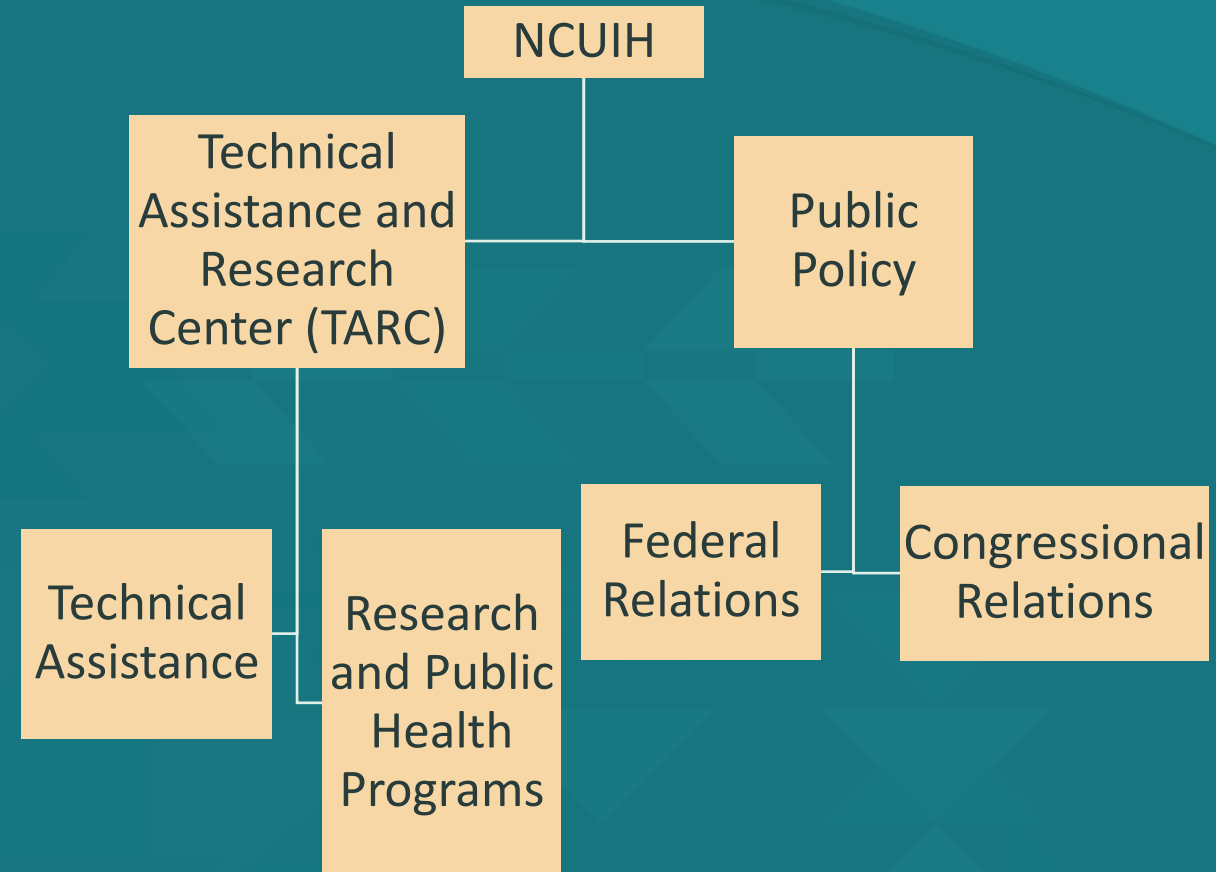 NCUIH
Technical
Assistance and
Research
Center (TARC)
Public
Policy
Technical
Assistance
Research
and Public
Health
Programs
Federal
Relations
Congressional
Relations